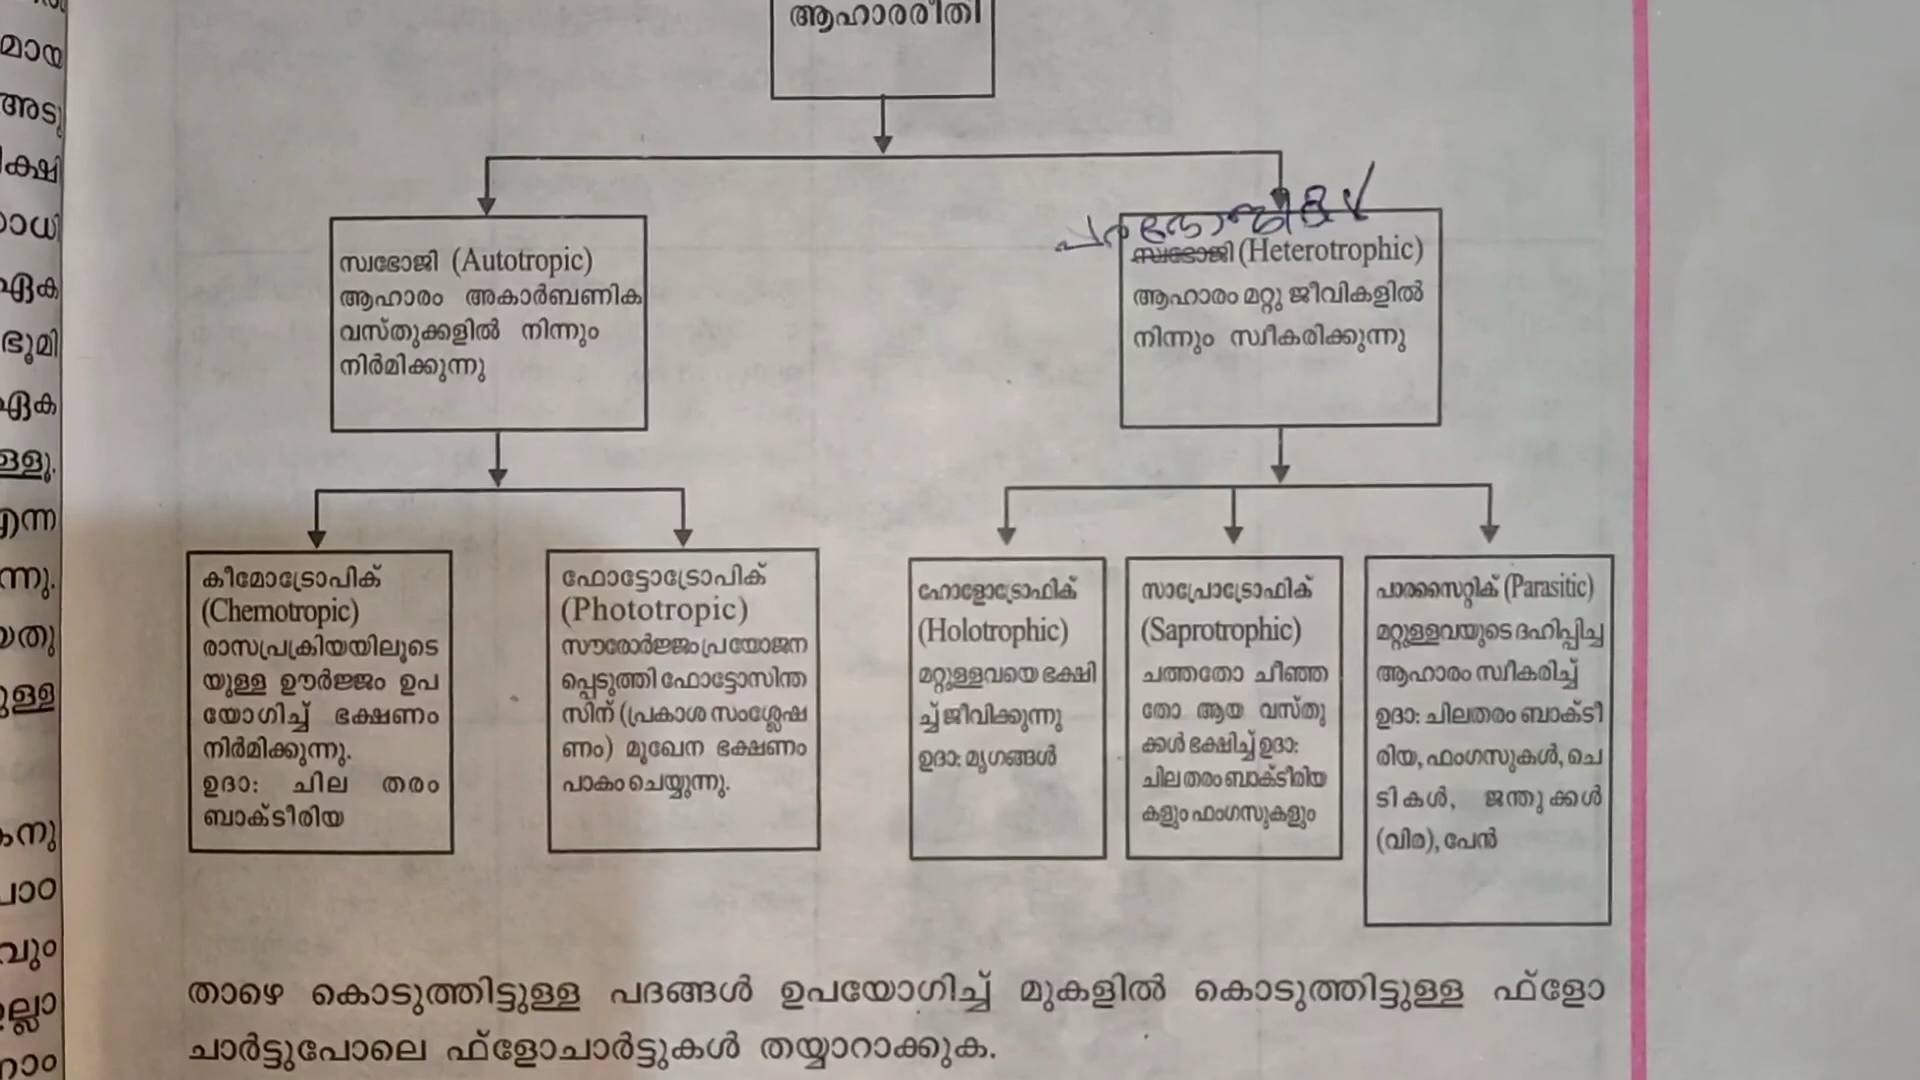 ആഹാരരീതി
പരഭോജികൾ
സ്വഭോജി (Autotropic)
ആഹാരം അകാർബണിക
വസ്തുക്കളിൽ നിന്നും
നിർമിക്കുന്നു
സ്വഭോജി (Heterotrophic)
ആഹാരം മറ്റു ജീവികളിൽ
നിന്നും സ്വീകരിക്കുന്നു
കീമോട്രോപിക്
(Chemotropic)
രാസപ്രക്രിയയിലൂടെ
യുള്ള ഊർജ്ജം ഉപ
യോഗിച്ച് ഭക്ഷണം
നിർമിക്കുന്നു.
ഉദാ: ചില തരം
ബാക്ടീരിയ
ഫോട്ടോട്രോപിക്
(Phototropic)
സൗരോർജ്ജം പ്രയോജന
പ്പെടുത്തി ഫോട്ടോസിന്ത
സിന് (പ്രകാശ സംശ്ലേഷ
ണം) മുഖേന ഭക്ഷണം
പാകം ചെയ്യുന്നു.
ഹോളോട്രോഫിക്
(Holotrophic)
മറ്റുള്ളവയെ ഭക്ഷി
ച്ച് ജീവിക്കുന്നു
ഉദാ: മൃഗങ്ങൾ
സാപ്രോട്രോഫിക്
(Saprotrophic)
ചത്തതോ ചീഞ്ഞ
തോ ആയ വസ്തു
ക്കൾ ഭക്ഷിച്ച് ഉദാ:
ചില തരം ബാക്ടീരിയ
കളും ഫംഗസുകളും
പാരസൈറ്റിക് (Parasitic)
മറ്റുള്ളവയുടെ ദഹിപ്പിച്ച
ആഹാരം സ്വീകരിച്ച്
ഉദാ: ചിലതരം ബാക്ടീ
രിയ, ഫംഗസുകൾ, ചെ
ടികൾ, ജന്തുക്കൾ
(വിര), പേൻ
താഴെ കൊടുത്തിട്ടുള്ള പദങ്ങൾ ഉപയോഗിച്ച് മുകളിൽ കൊടുത്തിട്ടുള്ള ഫ്ളോ
ചാർട്ടുപോലെ ഫ്ളോചാർട്ടുകൾ തയ്യാറാക്കുക.